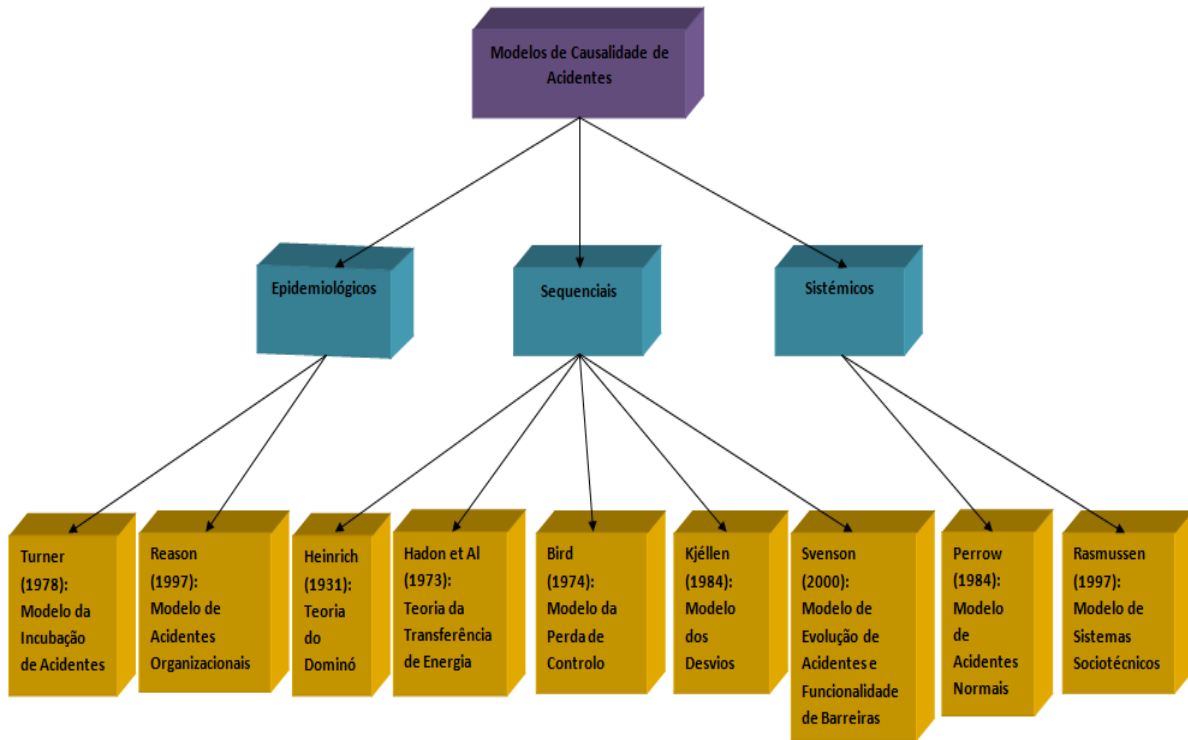 Modelos de Causalidade de
Acidentes
Epidemiológicos
Sequenciais
Sistémicos
Turner
(1978):
Modelo da
Incubação
de Acidentes
Reason
(1997):
Modelo de
Acidentes
Organizacionais
Heinrich
(1931):
Teoria
do
Dominó
Hadon et Al
(1973):
Teoria da
Transferência
de Energia
Bird
(1974):
Modelo da
Perda de
Controlo
Kjéllen
(1984):
Modelo
dos
Desvios
Svenson
(2000):
Modelo de
Evolução de
Acidentes e
Funcionalidade
de Barreiras
Perrow
(1984):
Modelo
de
Acidentes
Normais
Rasmussen
(1997):
Modelo de
Sistemas
Sociotécnicos